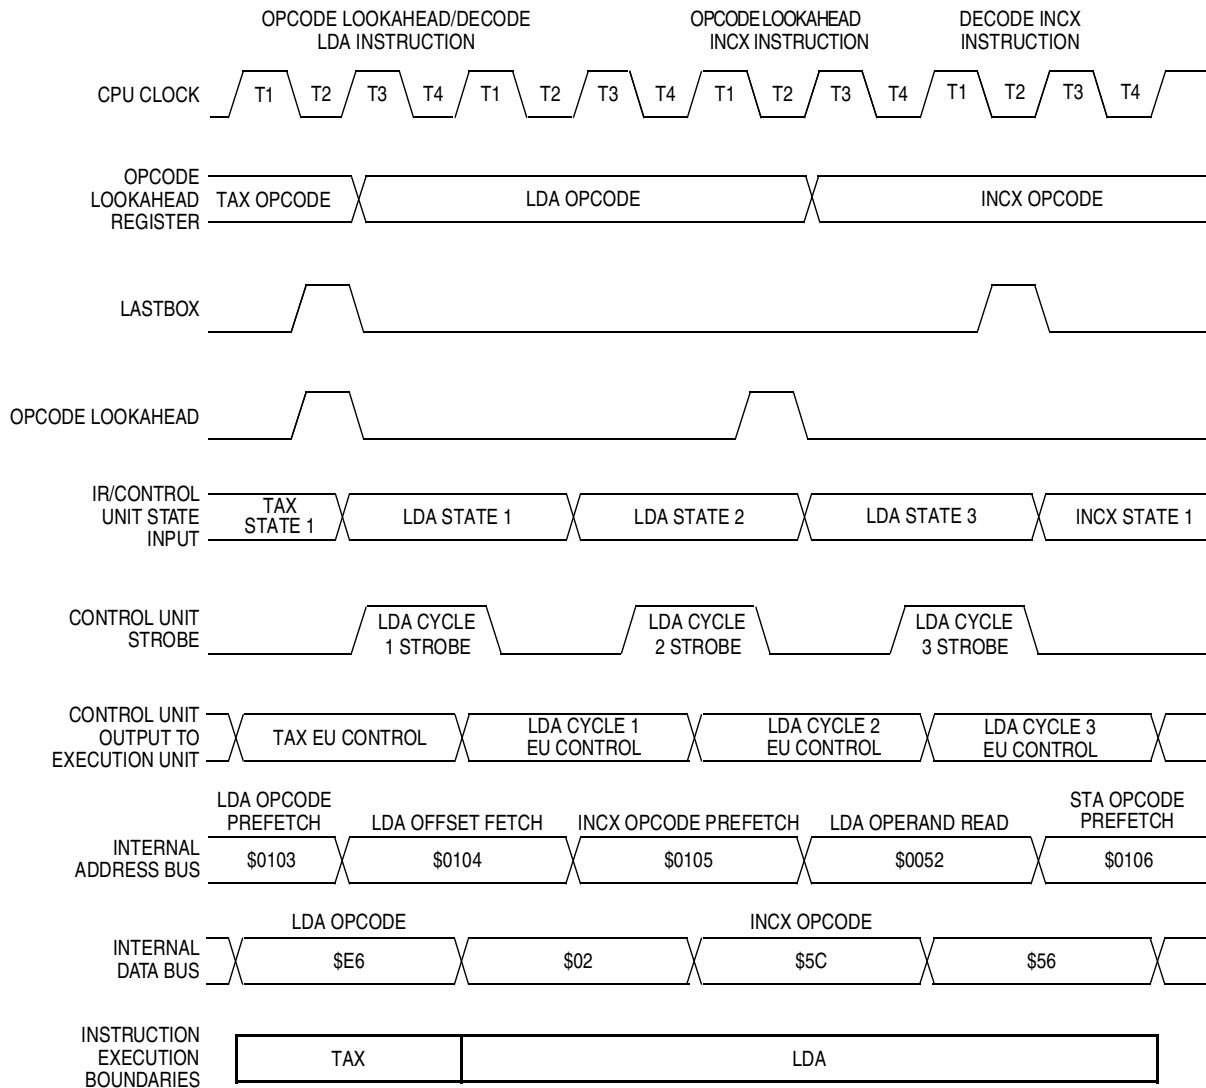 OPCODE LOOKAHEAD/DECODE
LDA INSTRUCTION
OPCODE LOOKAHEAD
INCX INSTRUCTION
DECODE INCX
INSTRUCTION
CPU CLOCK
T1 T2 T3 T4 T1 T2 T3 T4 T1 T2 T3 T4 T1 T2 T3 T4
OPCODE
LOOKAHEAD
REGISTER
TAX OPCODE
LDA OPCODE
INCX OPCODE
LASTBOX
OPCODE LOOKAHEAD
IR/CONTROL
UNIT STATE
INPUT
TAX
STATE 1
LDA STATE 1
LDA STATE 2
LDA STATE 3
INCX STATE 1
CONTROL UNIT
STROBE
LDA CYCLE
1 STROBE
LDA CYCLE
2 STROBE
LDA CYCLE
3 STROBE
CONTROL UNIT
OUTPUT TO
EXECUTION UNIT
TAX EU CONTROL
LDA CYCLE 1
EU CONTROL
LDA CYCLE 2
EU CONTROL
LDA CYCLE 3
EU CONTROL
INTERNAL
ADDRESS BUS
LDA OPCODE
PREFETCH
$0103
LDA OFFSET FETCH
$0104
INCX OPCODE PREFETCH
$0105
LDA OPERAND READ
$0052
STA OPCODE
PREFETCH
$0106
INTERNAL
DATA BUS
LDA OPCODE
$E6
$02
INCX OPCODE
$5C
$56
INSTRUCTION
EXECUTION
BOUNDARIES
TAX
LDA